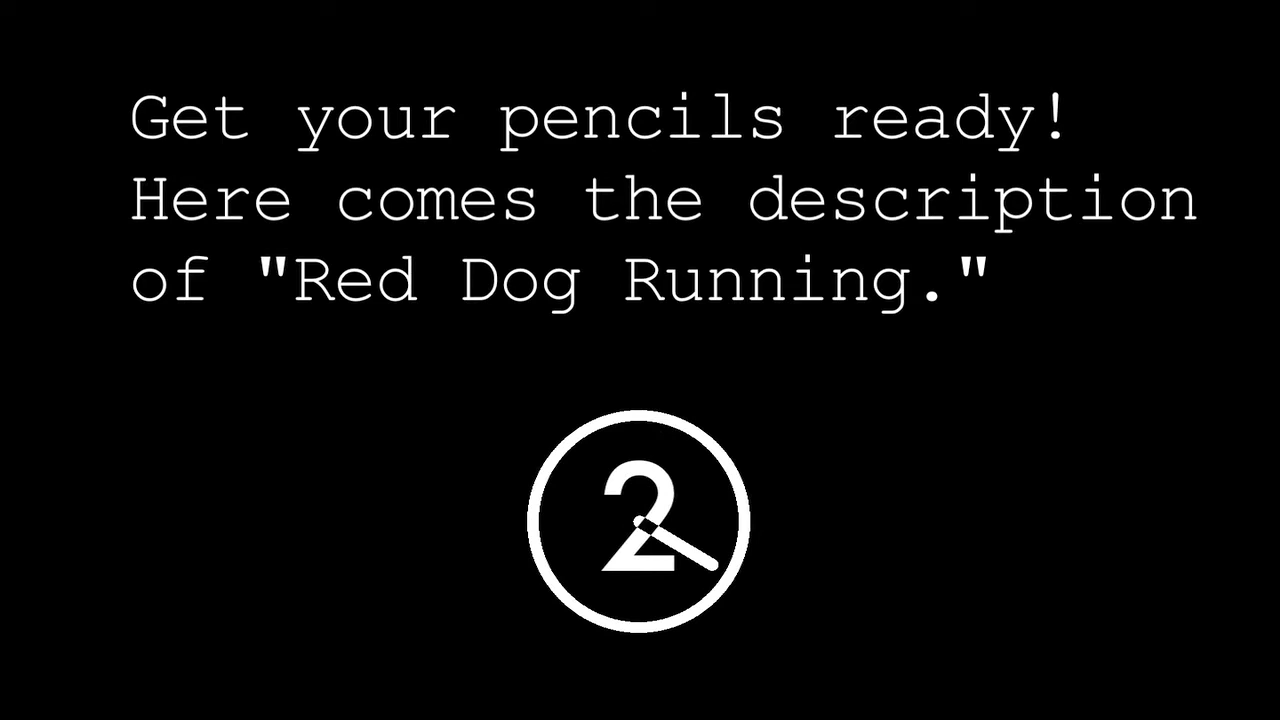 Get your pencils ready!
Here comes the description
of "Red Dog Running."
2